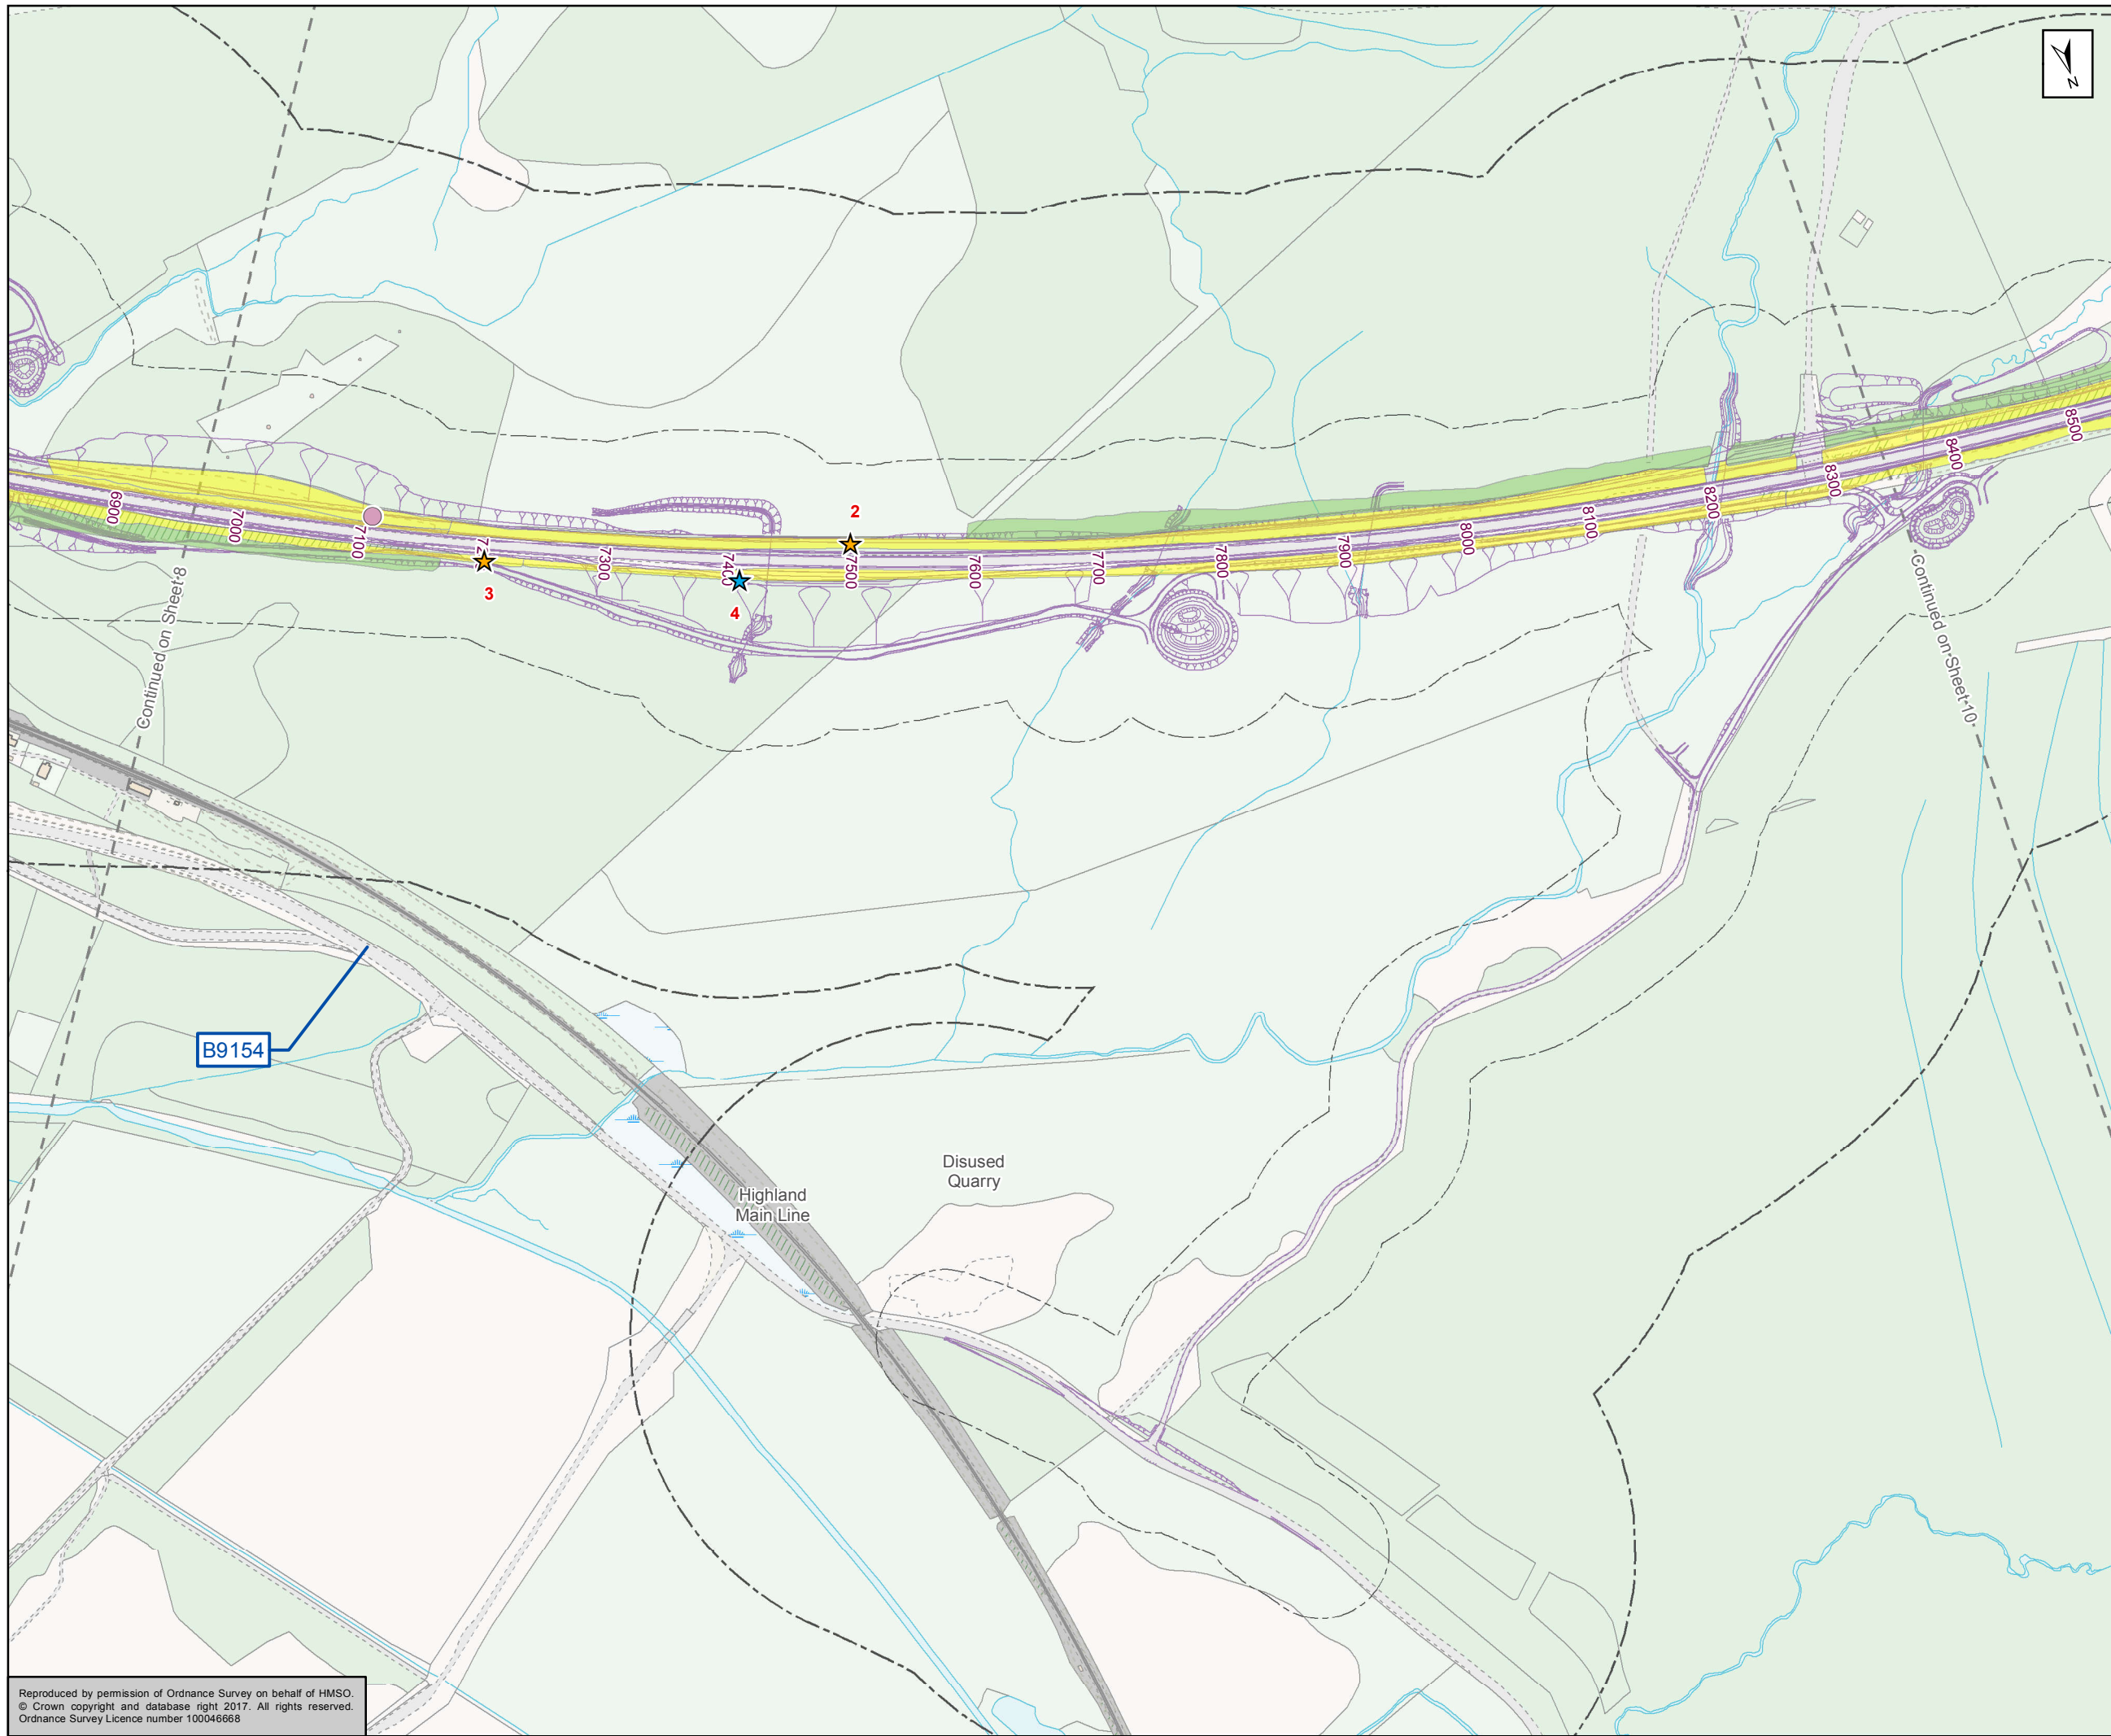 N
2
6900
7000
7100
7300
7400
7500
7600
7700
7800
7900
8000
8100
8200
8300
8400
8500
3
4
Continued on Sheet 8
Continued on Sheet 10
B9154
Disused
Quarry
Highland
Main Line
Reproduced by permission of Ordnance Survey on behalf of HMSO.
© Crown copyright and database right 2017. All rights reserved.
Ordnance Survey Licence number 100046668